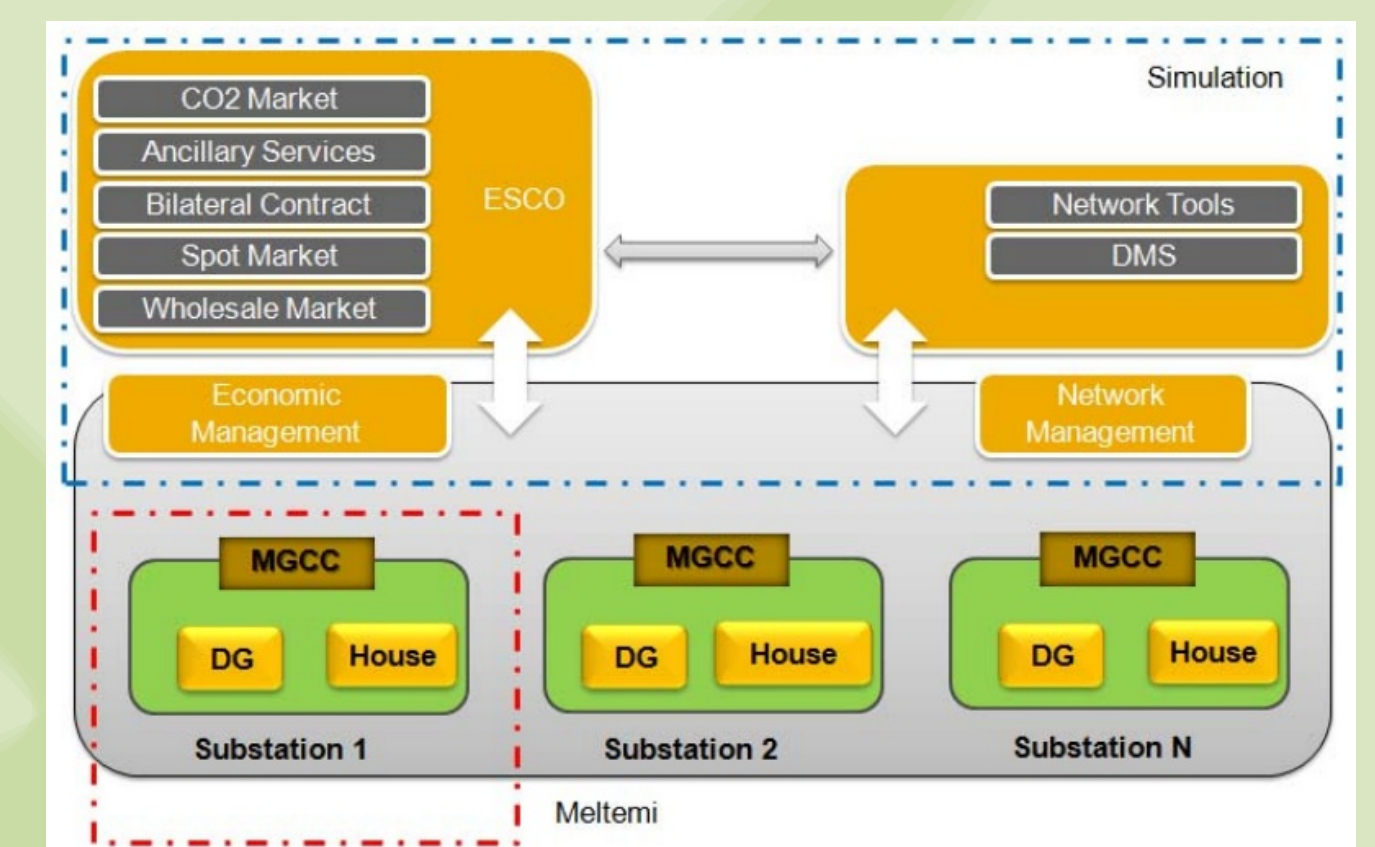 Simulation
CO2 Market
Ancillary Services
Bilateral Contract
Spot Market
Wholesale Market
ESCO
Network Tools
DMS
Economic
Management
Network
Management
MGCC
DG
House
Substation 1
MGCC
DG
House
Substation 2
MGCC
DG
House
Substation N
Meltemi